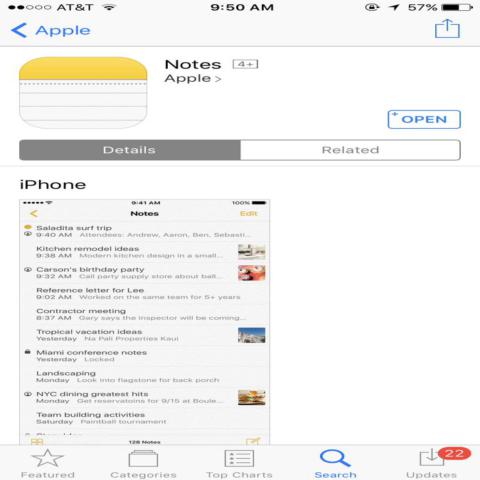 AT&T 9:50 AM 57%
Apple
Notes 4+
Apple >
+ OPEN
Details Related
iPhone
9:41 AM 100%
Notes Edit
Saladita surf trip
9:40 AM Attendees: Andrew, Aaron, Ben, Sebasti...
Kitchen remodel ideas
9:38 AM Modern kitchen design in a small...
Carson's birthday party
9:32 AM Call party supply store about ball...
Reference letter for Lee
9:02 AM Worked on the same team for 5+ years
Contractor meeting
8:37 AM Gary says the inspector will be coming...
Tropical vacation ideas
Yesterday Na Pali Properties Kaui
Miami conference notes
Yesterday Locked
Landscaping
Monday Look into flagstone for back porch
NYC dining greatest hits
Monday Get reservatoins for 9/15 at Boule...
Team building activities
Saturday Paintball tournament
128 Notes
22
Featured Categories Top Charts Search Updates